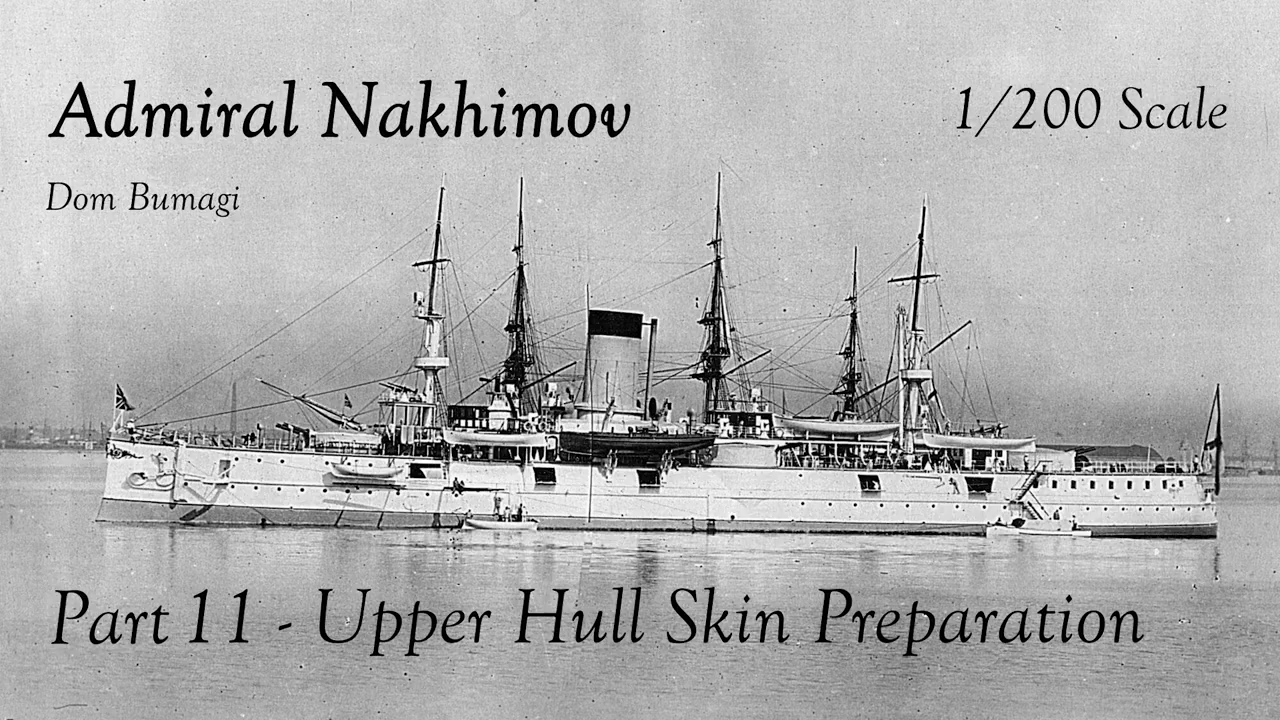 Admiral Nakhimov
1/200 Scale
Dom Bumagi
Part 11 - Upper Hull Skin Preparation